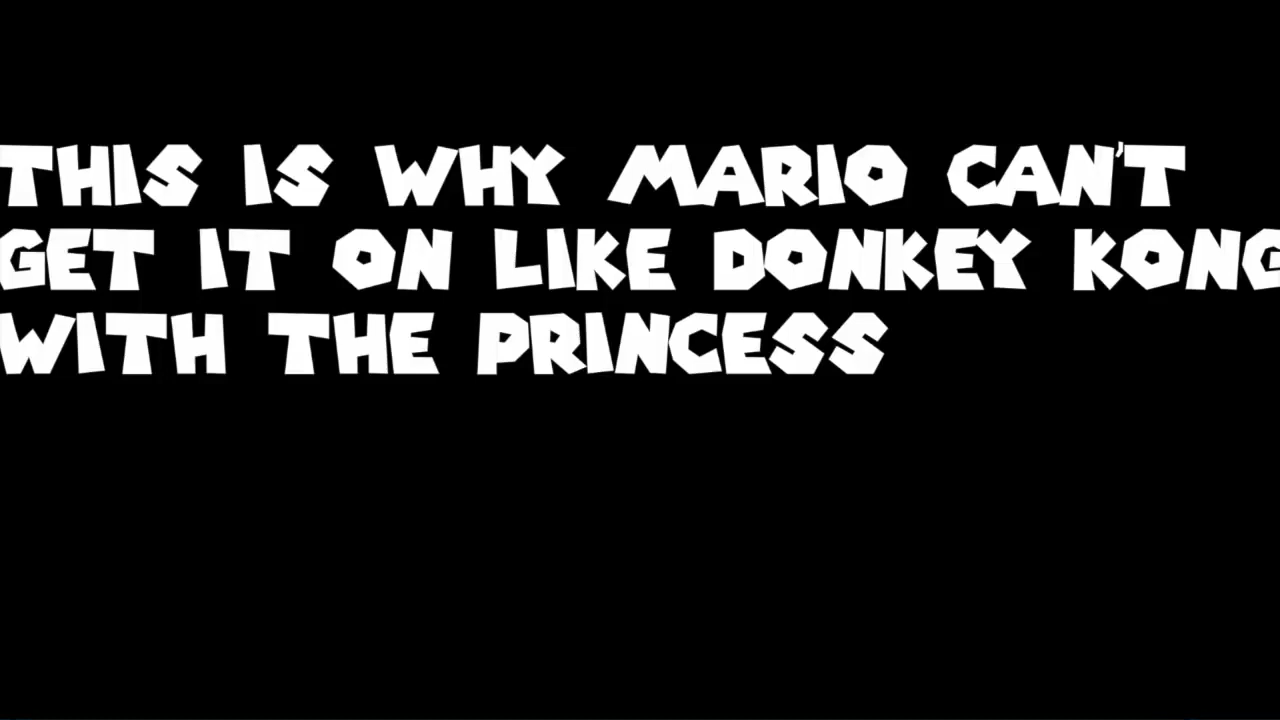 THIS IS WHY MARIO CAN'T
GET IT ON LIKE DONKEY KONG
WITH THE PRINCESS